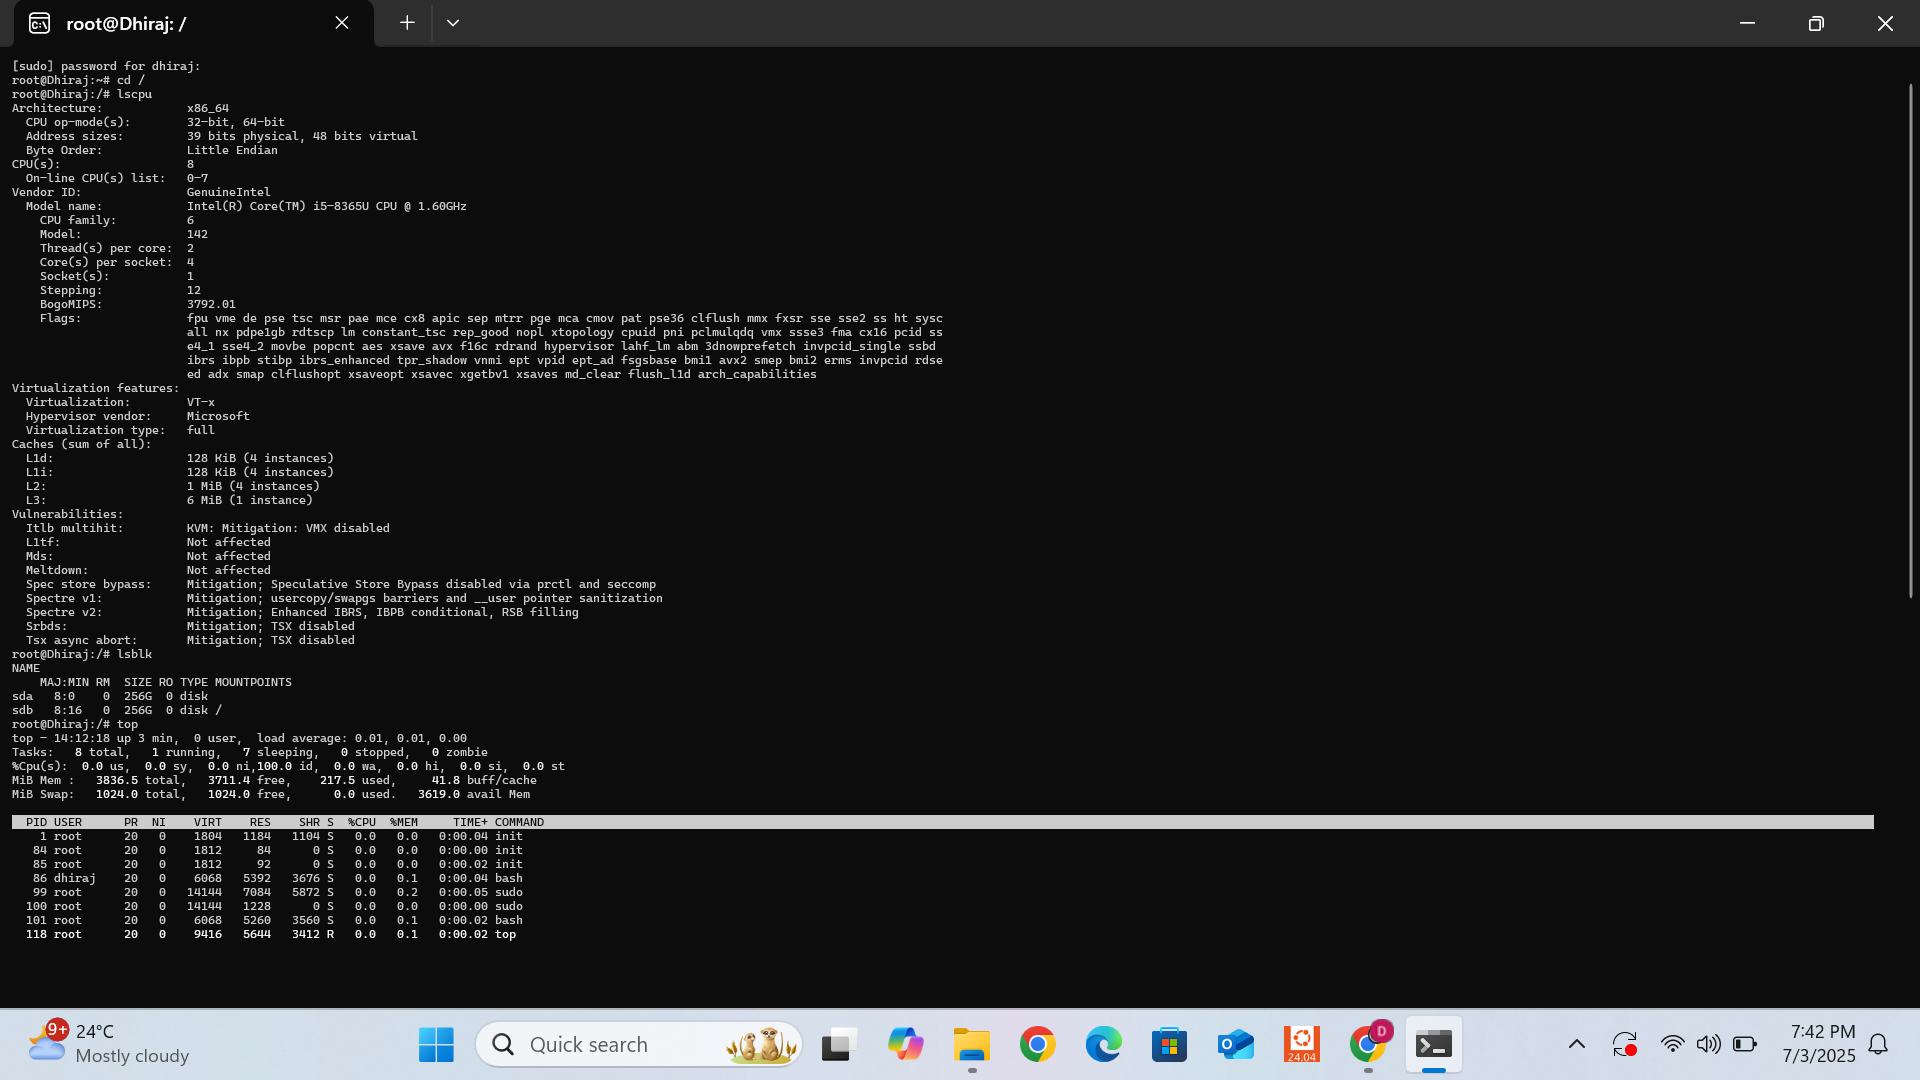 root@Dhiraj: /
[sudo] password for dhiraj:
root@Dhiraj:~# cd /
root@Dhiraj:/# lscpu
Architecture:            x86_64
  CPU op-mode(s):        32-bit, 64-bit
  Address sizes:         39 bits physical, 48 bits virtual
  Byte Order:            Little Endian
CPU(s):                  8
  On-line CPU(s) list:   0-7
Vendor ID:               GenuineIntel
  Model name:            Intel(R) Core(TM) i5-8365U CPU @ 1.60GHz
    CPU family:          6
    Model:               142
    Thread(s) per core:  2
    Core(s) per socket:  4
    Socket(s):           1
    Stepping:            12
    BogoMIPS:            3792.01
    Flags:               fpu vme de pse tsc msr pae mce cx8 apic sep mtrr pge mca cmov pat pse36 clflush mmx fxsr sse sse2 ss ht sysc
                         all nx pdpe1gb rdtscp lm constant_tsc rep_good nopl xtopology cpuid pni pclmulqdq vmx ssse3 fma cx16 pcid ss
                         e4_1 sse4_2 movbe popcnt aes xsave avx f16c rdrand hypervisor lahf_lm abm 3dnowprefetch invpcid_single ssbd
                         ibrs ibpb stibp ibrs_enhanced tpr_shadow vnmi ept vpid ept_ad fsgsbase bmi1 avx2 smep bmi2 erms invpcid rdse
                         ed adx smap clflushopt xsaveopt xsavec xgetbv1 xsaves md_clear flush_l1d arch_capabilities
Virtualization features:
  Virtualization:        VT-x
  Hypervisor vendor:     Microsoft
  Virtualization type:   full
Caches (sum of all):
  L1d:                   128 KiB (4 instances)
  L1i:                   128 KiB (4 instances)
  L2:                    1 MiB (4 instances)
  L3:                    6 MiB (1 instance)
Vulnerabilities:
  Itlb multihit:         KVM: Mitigation: VMX disabled
  L1tf:                  Not affected
  Mds:                   Not affected
  Meltdown:              Not affected
  Spec store bypass:     Mitigation; Speculative Store Bypass disabled via prctl and seccomp
  Spectre v1:            Mitigation; usercopy/swapgs barriers and __user pointer sanitization
  Spectre v2:            Mitigation; Enhanced IBRS, IBPB conditional, RSB filling
  Srbds:                 Mitigation; TSX disabled
  Tsx async abort:       Mitigation; TSX disabled
root@Dhiraj:/# lsblk
NAME
    MAJ:MIN RM  SIZE RO TYPE MOUNTPOINTS
sda   8:0    0  256G  0 disk
sdb   8:16   0  256G  0 disk /
root@Dhiraj:/# top
top - 14:12:18 up 3 min,  0 user,  load average: 0.01, 0.01, 0.00
Tasks:   8 total,   1 running,   7 sleeping,   0 stopped,   0 zombie
%Cpu(s):  0.0 us,  0.0 sy,  0.0 ni,100.0 id,  0.0 wa,  0.0 hi,  0.0 si,  0.0 st
MiB Mem :   3836.5 total,   3711.4 free,    217.5 used,     41.8 buff/cache
MiB Swap:   1024.0 total,   1024.0 free,      0.0 used.   3619.0 avail Mem
  PID USER      PR  NI    VIRT    RES    SHR S  %CPU  %MEM     TIME+ COMMAND
    1 root      20   0    1804   1184   1104 S   0.0   0.0   0:00.04 init
   84 root      20   0    1812     84      0 S   0.0   0.0   0:00.00 init
   85 root      20   0    1812     92      0 S   0.0   0.0   0:00.02 init
   86 dhiraj    20   0    6068   5392   3676 S   0.0   0.1   0:00.04 bash
   99 root      20   0   14144   7084   5872 S   0.0   0.2   0:00.05 sudo
  100 root      20   0   14144   1228      0 S   0.0   0.0   0:00.00 sudo
  101 root      20   0    6068   5260   3560 S   0.0   0.1   0:00.02 bash
  118 root      20   0    9416   5644   3412 R   0.0   0.1   0:00.02 top
9+
24°C
Mostly cloudy
Quick search
24.04
D
7:42 PM
7/3/2025